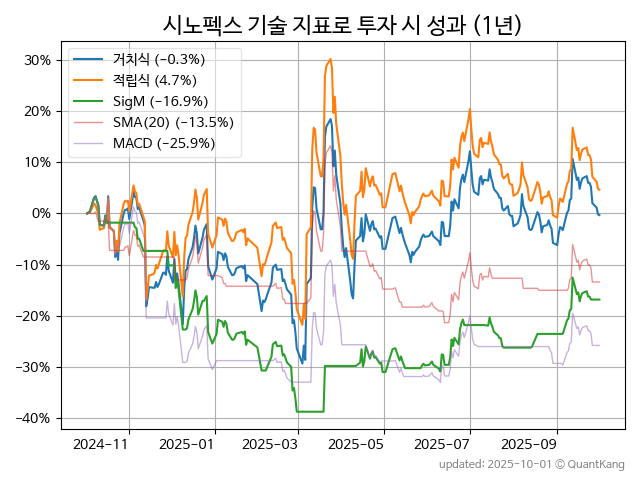 시노펙스 기술 지표로 투자 시 성과 (1년)
거치식 (−0.3%)
적립식 (4.7%)
SigM (−16.9%)
SMA(20) (−13.5%)
MACD (−25.9%)
30%
20%
10%
0%
−10%
−20%
−30%
−40%
2024-11 2025-01 2025-03 2025-05 2025-07 2025-09
updated: 2025-10-01 © QuantKang